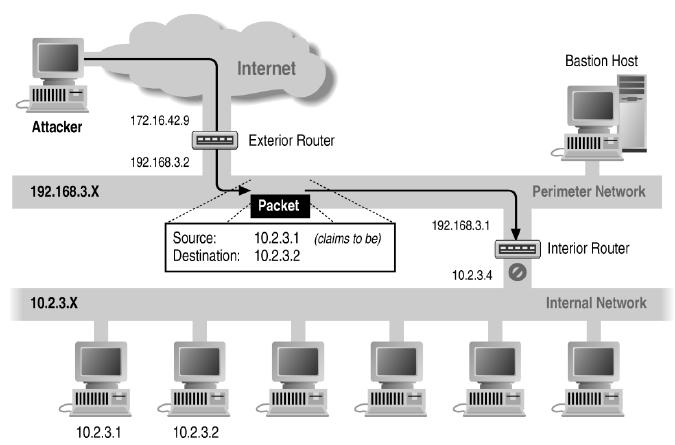 Internet
Bastion Host
Attacker
172.16.42.9
Exterior Router
192.168.3.2
192.168.3.X
Perimeter Network
Packet
Source: 10.2.3.1 (claims to be)
Destination: 10.2.3.2
192.168.3.1
Interior Router
10.2.3.4
10.2.3.X
Internal Network
10.2.3.1
10.2.3.2